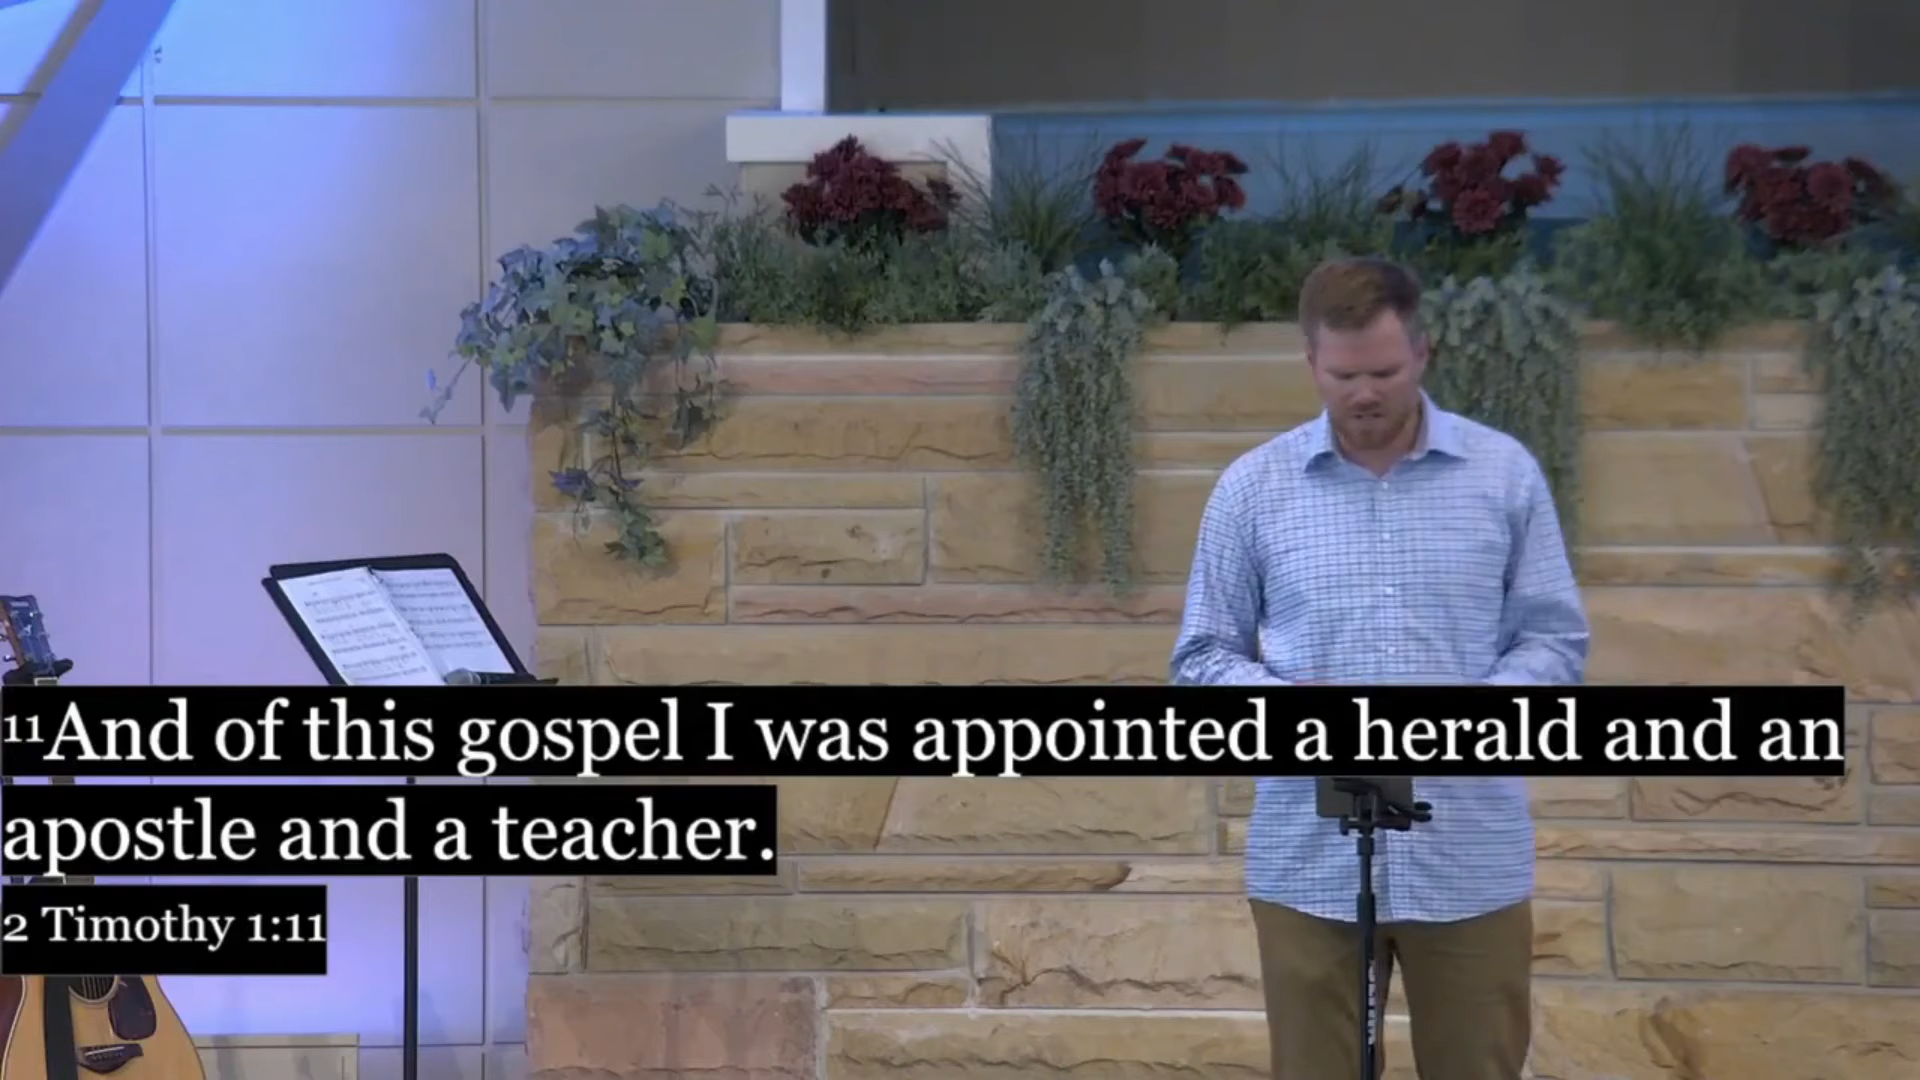 ¹¹And of this gospel I was appointed a herald and an
apostle and a teacher.
2 Timothy 1:11